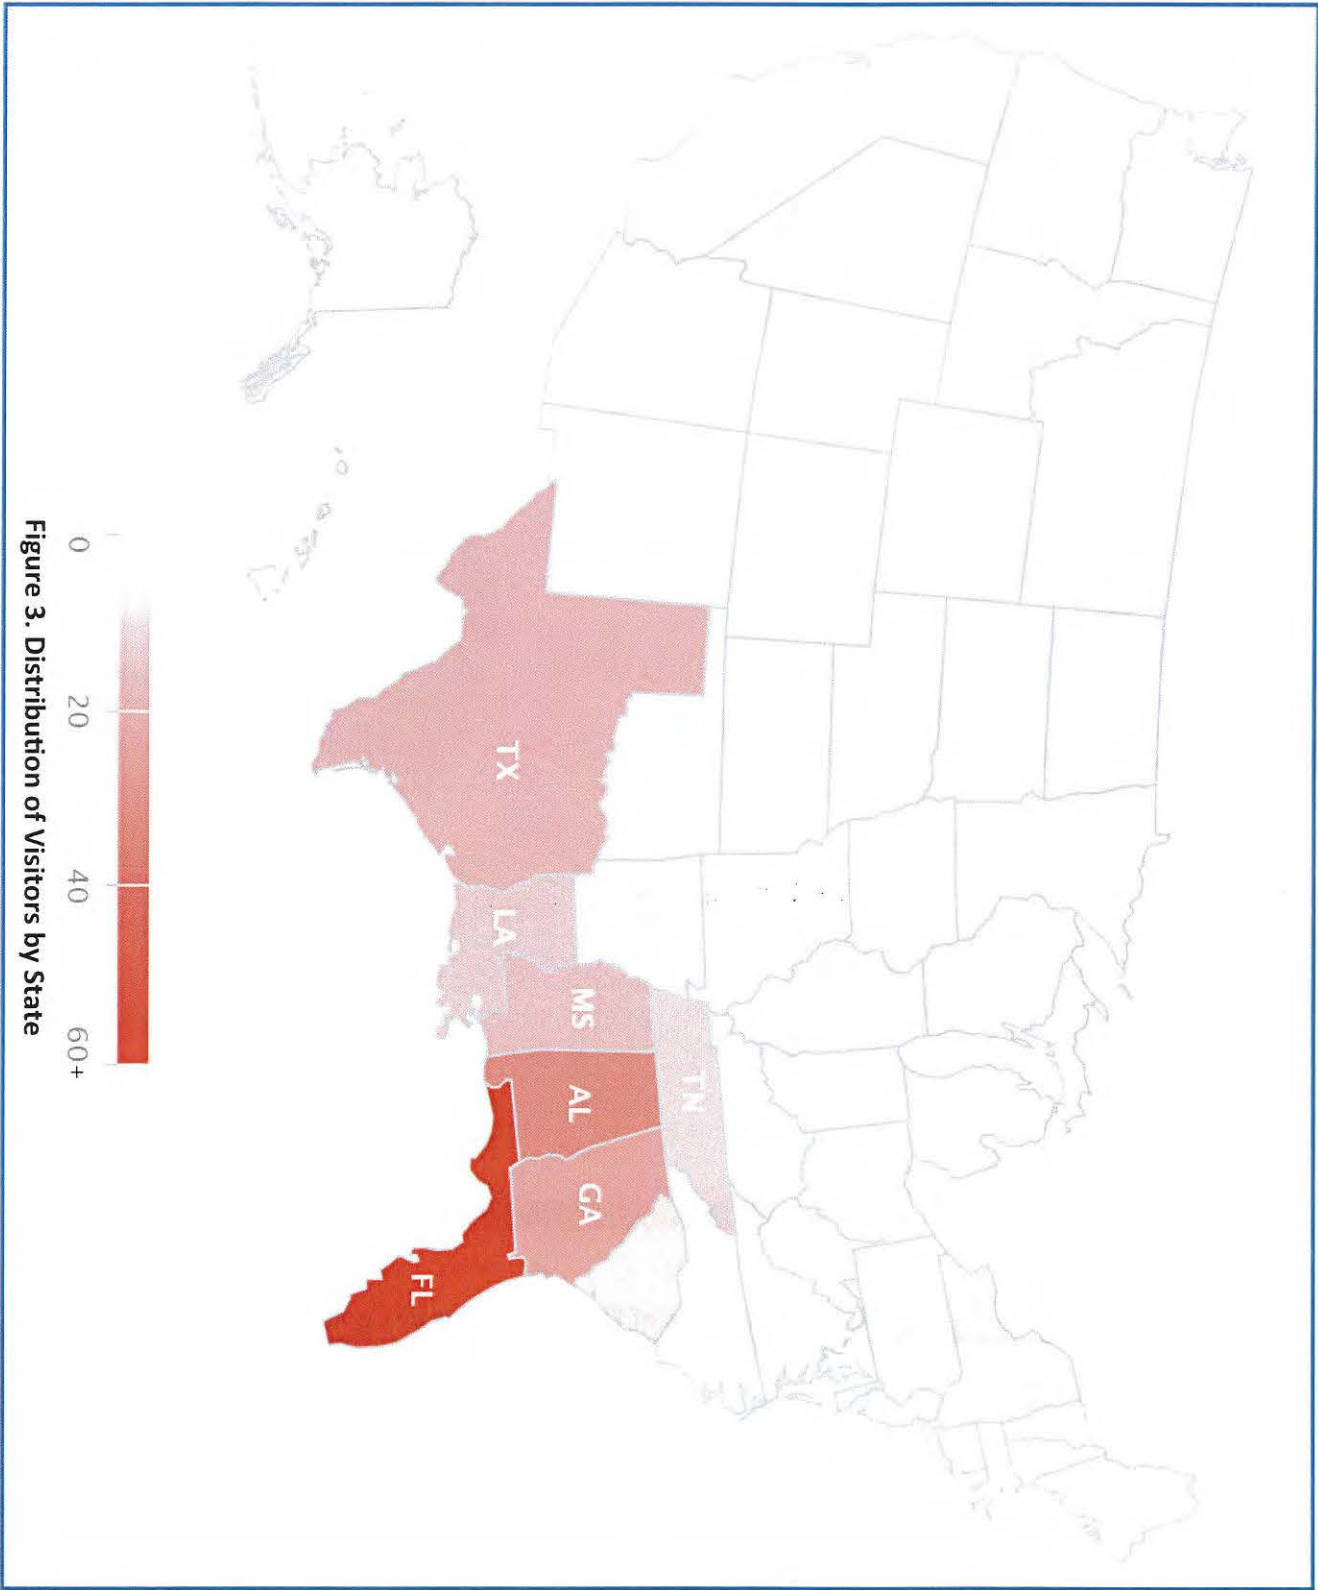 TX
LA
MS
TN
AL
GA
FL
0 20 40 60+
Figure 3. Distribution of Visitors by State